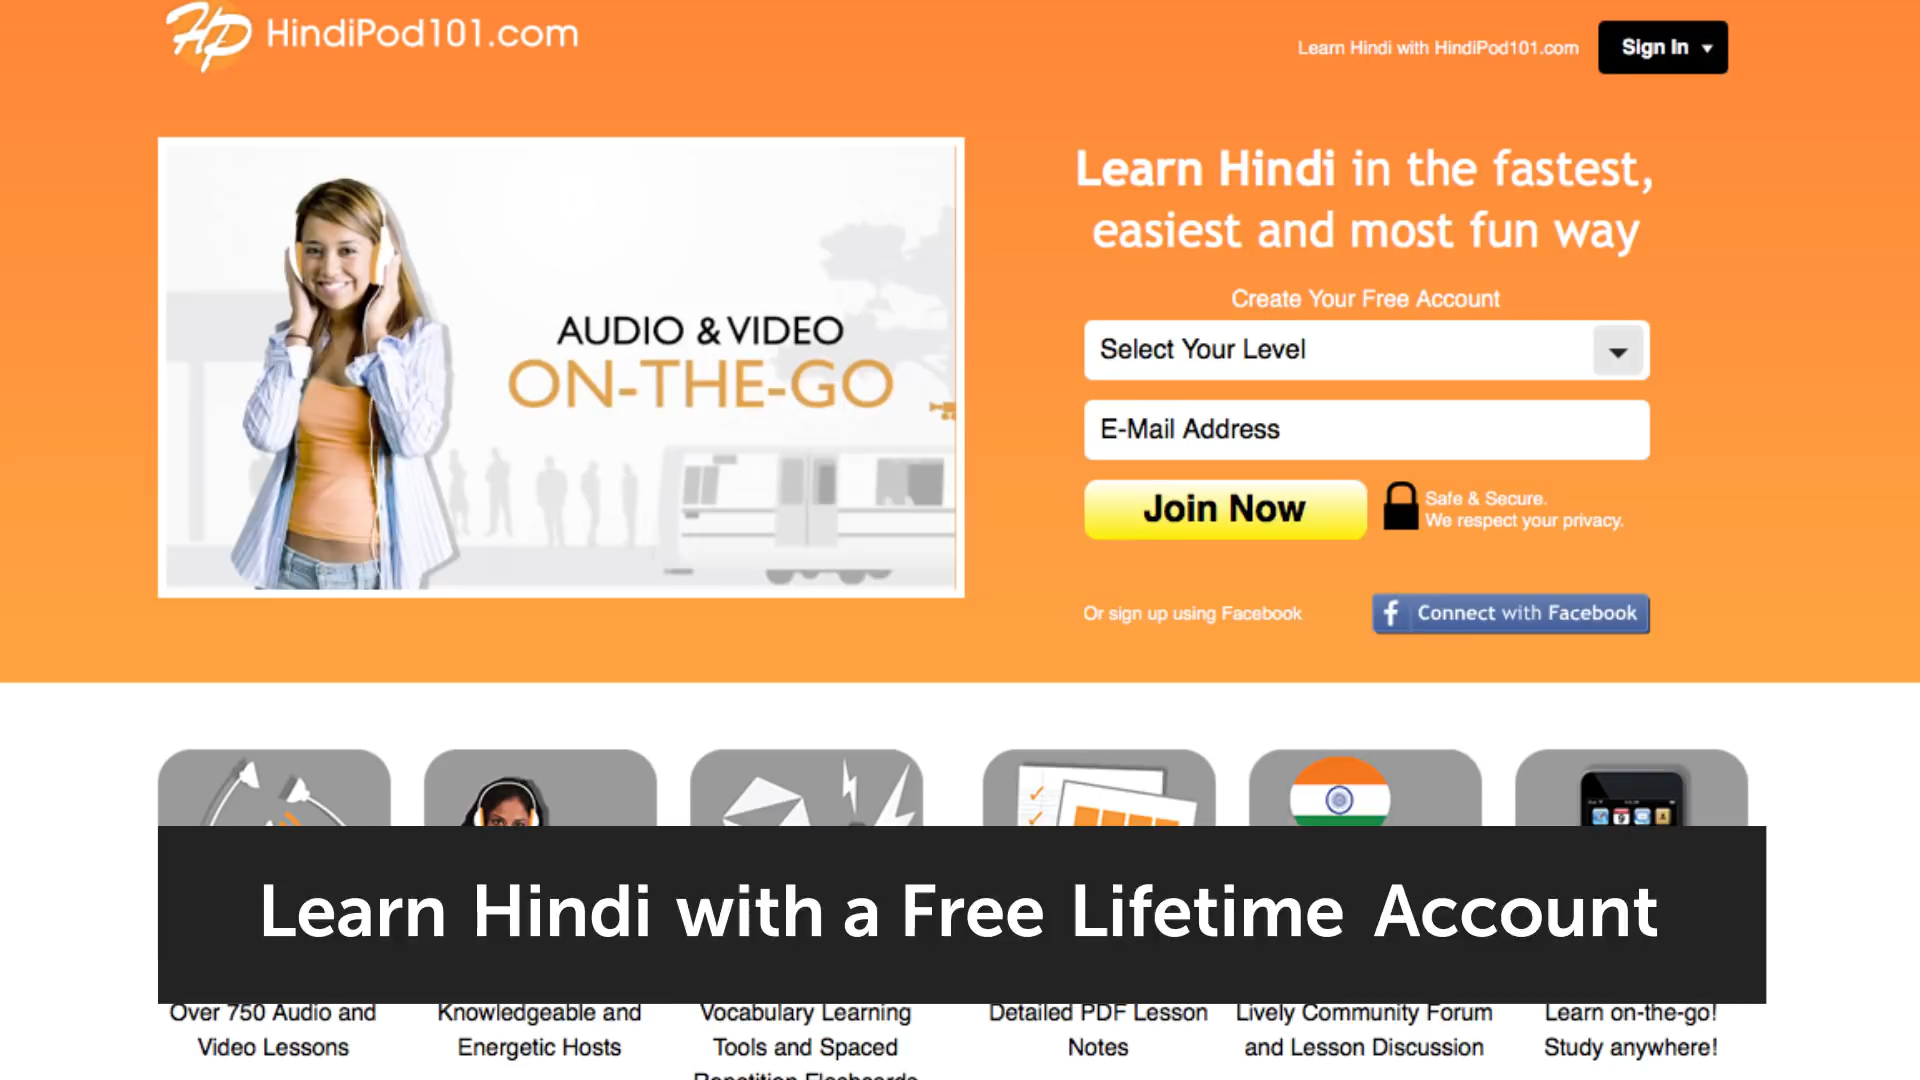 HP HindiPod101.com
Learn Hindi with HindiPod101.com
Sign In
AUDIO & VIDEO
ON-THE-GO
Learn Hindi in the fastest,
easiest and most fun way
Create Your Free Account
Select Your Level
E-Mail Address
Join Now
Safe & Secure.
We respect your privacy.
Or sign up using Facebook
f Connect with Facebook
Learn Hindi with a Free Lifetime Account
Over 750 Audio and
Video Lessons
Knowledgeable and
Energetic Hosts
Vocabulary Learning
Tools and Spaced
Repetition Flashcards
Detailed PDF Lesson
Notes
Lively Community Forum
and Lesson Discussion
Learn on-the-go!
Study anywhere!